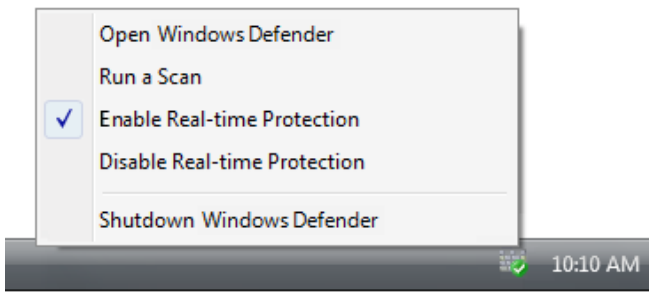 Open Windows Defender
Run a Scan
Enable Real-time Protection
Disable Real-time Protection
Shutdown Windows Defender
10:10 AM